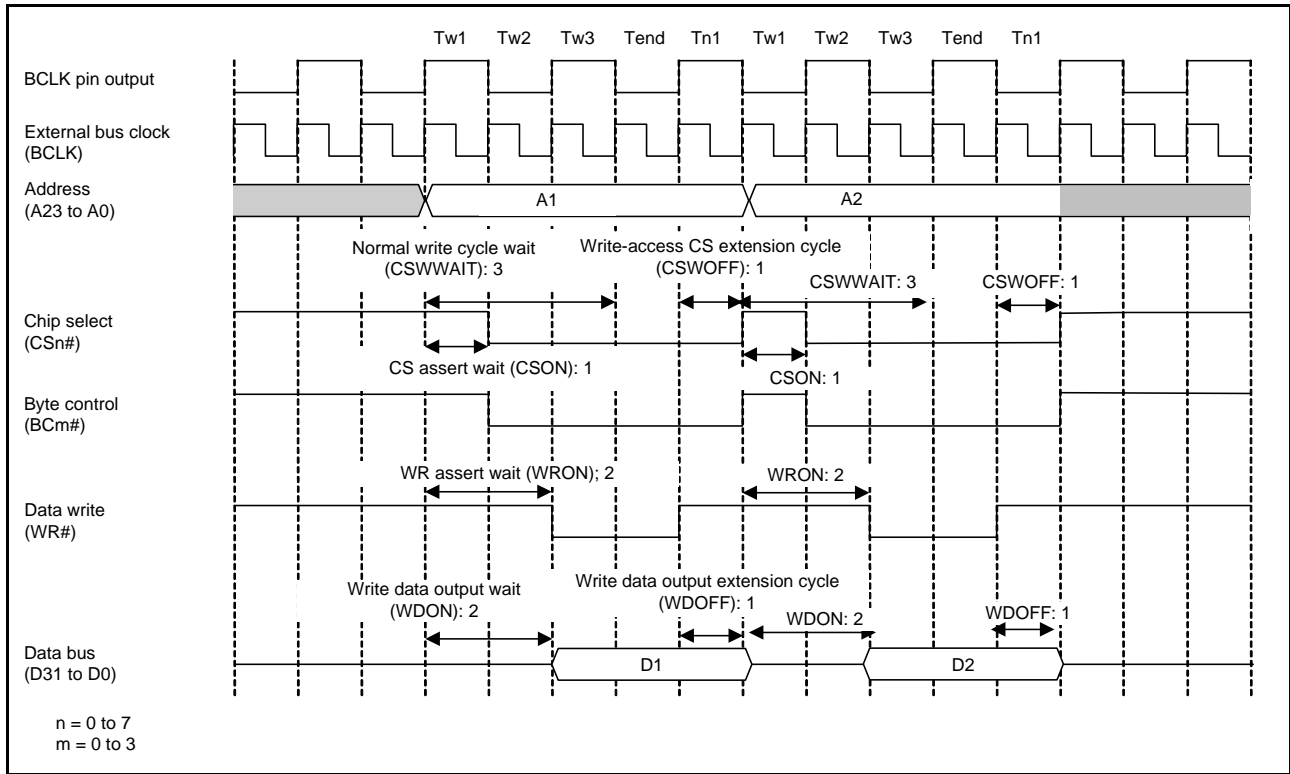 Tw1 Tw2 Tw3 Tend Tn1 Tw1 Tw2 Tw3 Tend Tn1
BCLK pin output
External bus clock
(BCLK)
Address
(A23 to A0)
A1 A2
Normal write cycle wait
(CSWWAIT): 3
Write-access CS extension cycle
(CSWOFF): 1
CSWWAIT: 3 CSWOFF: 1
Chip select
(CSn#)
CS assert wait (CSON): 1
CSON: 1
Byte control
(BCm#)
WR assert wait (WRON); 2 WRON: 2
Data write
(WR#)
Write data output wait
(WDON): 2
Write data output extension cycle
(WDOFF): 1
WDON: 2 WDOFF: 1
Data bus
(D31 to D0)
D1 D2
n = 0 to 7
m = 0 to 3